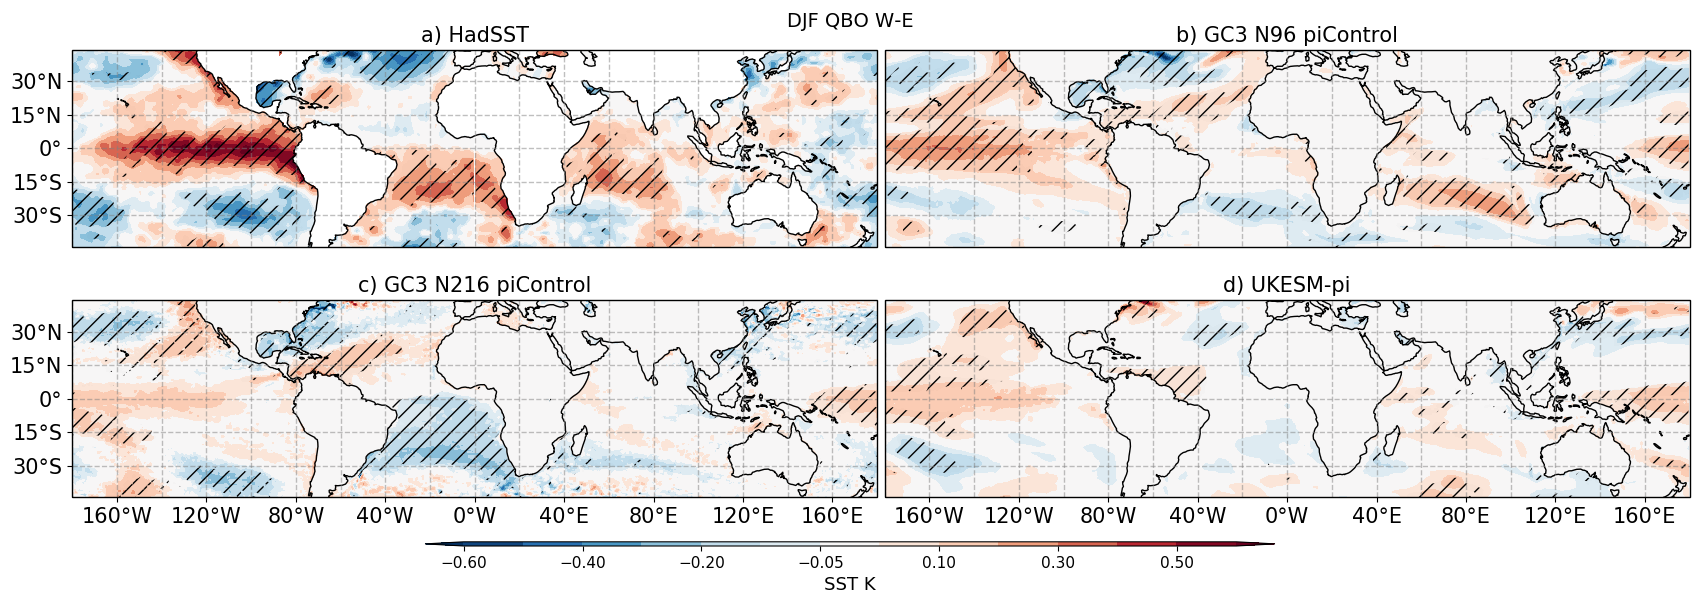 DJF QBO W-E
a) HadSST
b) GC3 N96 piControl
30°N
15°N
0°
15°S
30°S
c) GC3 N216 piControl
d) UKESM-pi
30°N
15°N
0°
15°S
30°S
160°W 120°W 80°W 40°W 0°W 40°E 80°E 120°E 160°E
160°W 120°W 80°W 40°W 0°W 40°E 80°E 120°E 160°E
−0.60 −0.40 −0.20 −0.05 0.10 0.30 0.50
SST K